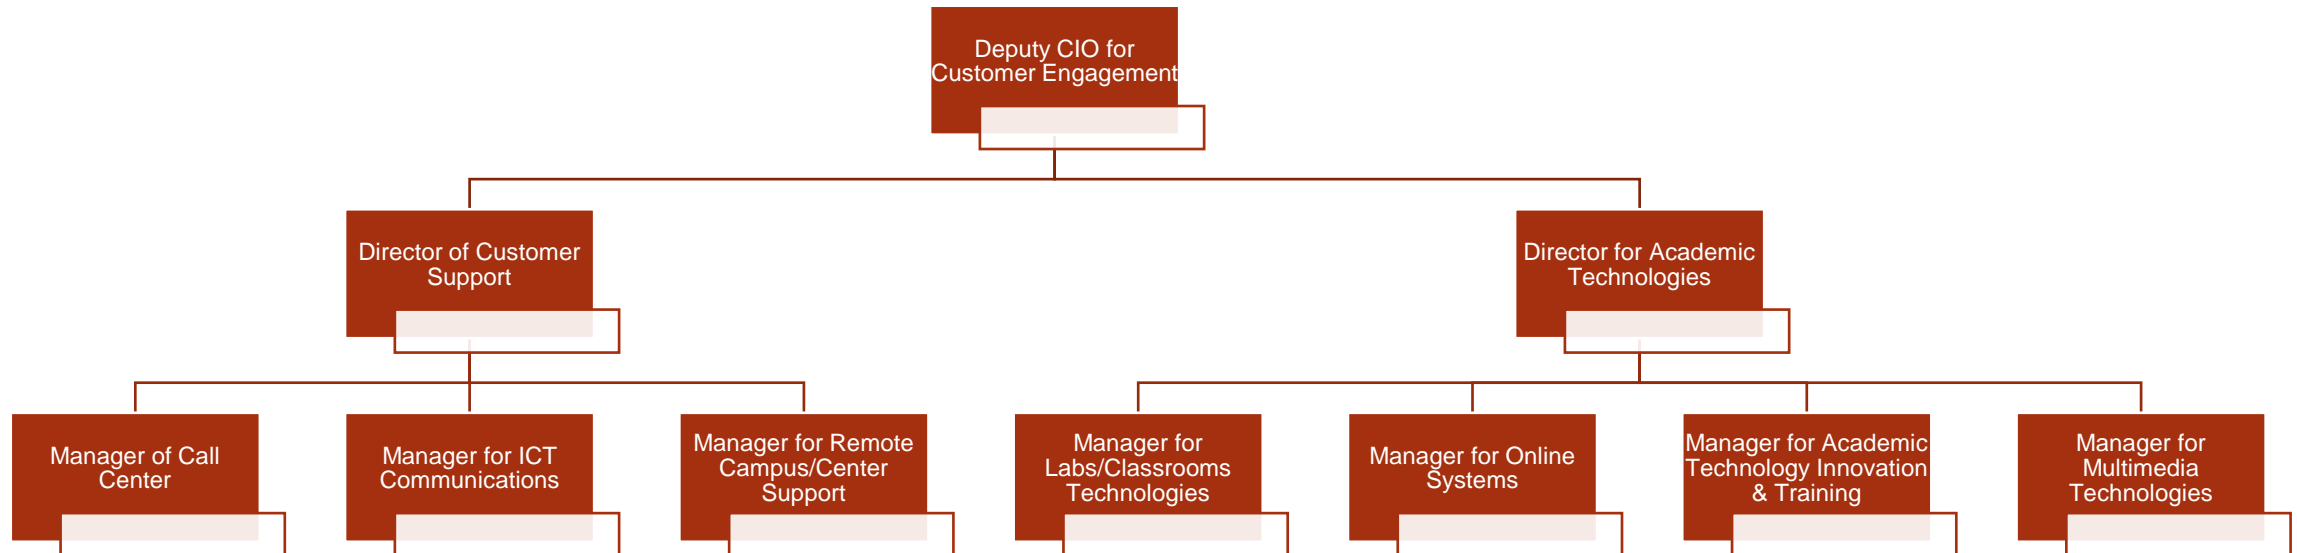 Deputy CIO for
Customer Engagement
Director of Customer
Support
Director for Academic
Technologies
Manager of Call
Center
Manager for ICT
Communications
Manager for Remote
Campus/Center
Support
Manager for
Labs/Classrooms
Technologies
Manager for Online
Systems
Manager for Academic
Technology Innovation
& Training
Manager for
Multimedia
Technologies